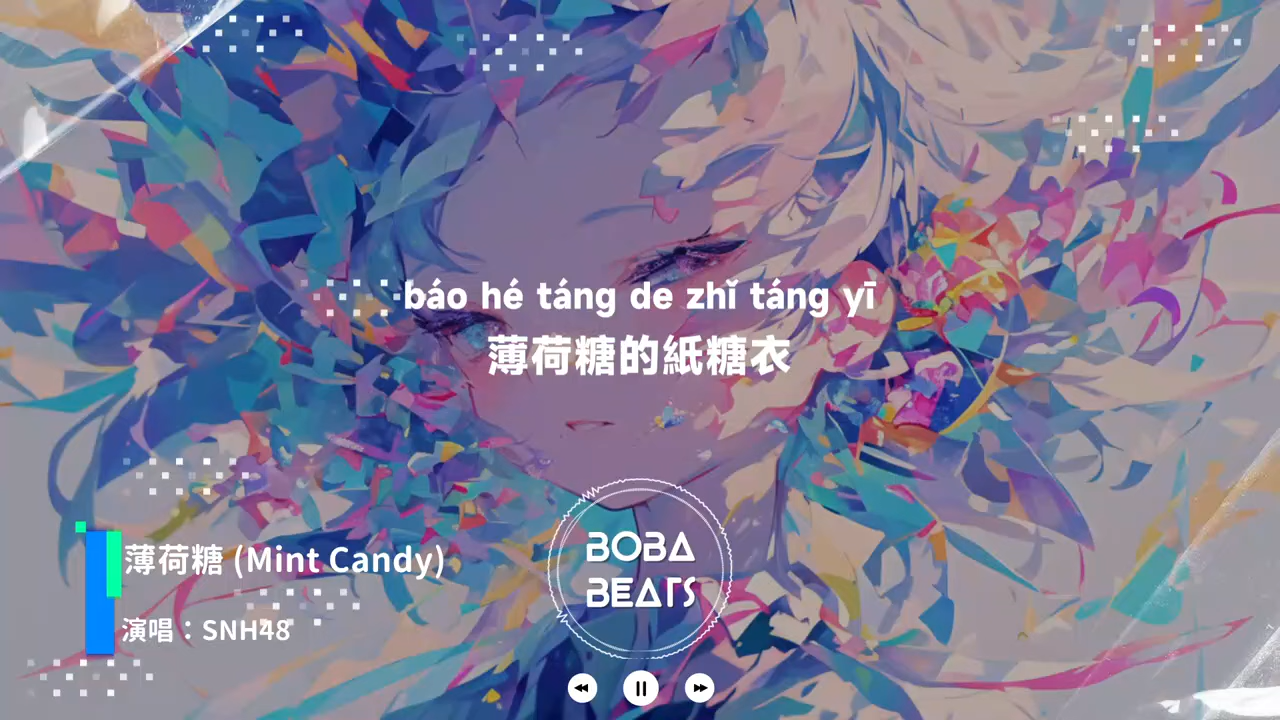 báo hé táng de zhǐ táng yī
薄荷糖的紙糖衣
薄荷糖 (Mint Candy)
演唱：SNH48
BOBA
BEATS